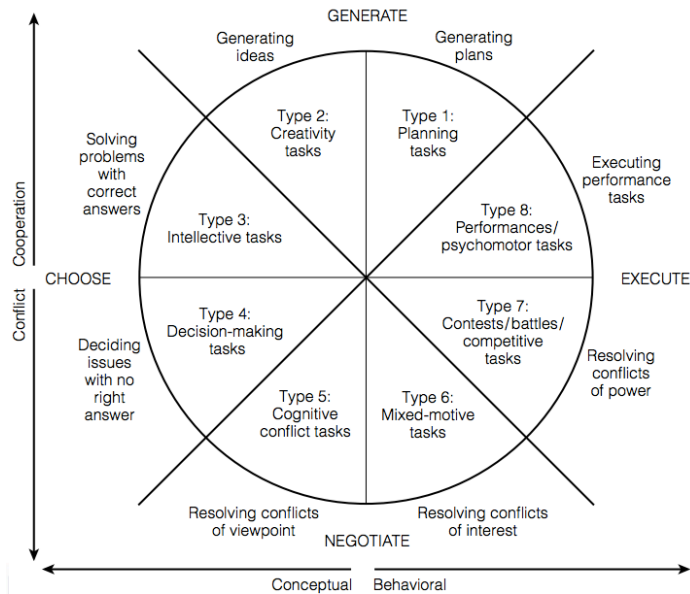 GENERATE
Generating
ideas
Generating
plans
Type 2:
Creativity
tasks
Type 1:
Planning
tasks
Solving
problems
with
correct
answers
Executing
performance
tasks
Type 3:
Intellective tasks
Type 8:
Performances/
psychomotor tasks
Cooperation
CHOOSE
EXECUTE
Conflict
Type 4:
Decision-making
tasks
Type 7:
Contests/battles/
competitive
tasks
Deciding
issues
with no
right
answer
Resolving
conflicts
of power
Type 5:
Cognitive
conflict tasks
Type 6:
Mixed-motive
tasks
Resolving conflicts
of viewpoint
Resolving conflicts
of interest
NEGOTIATE
Conceptual
Behavioral